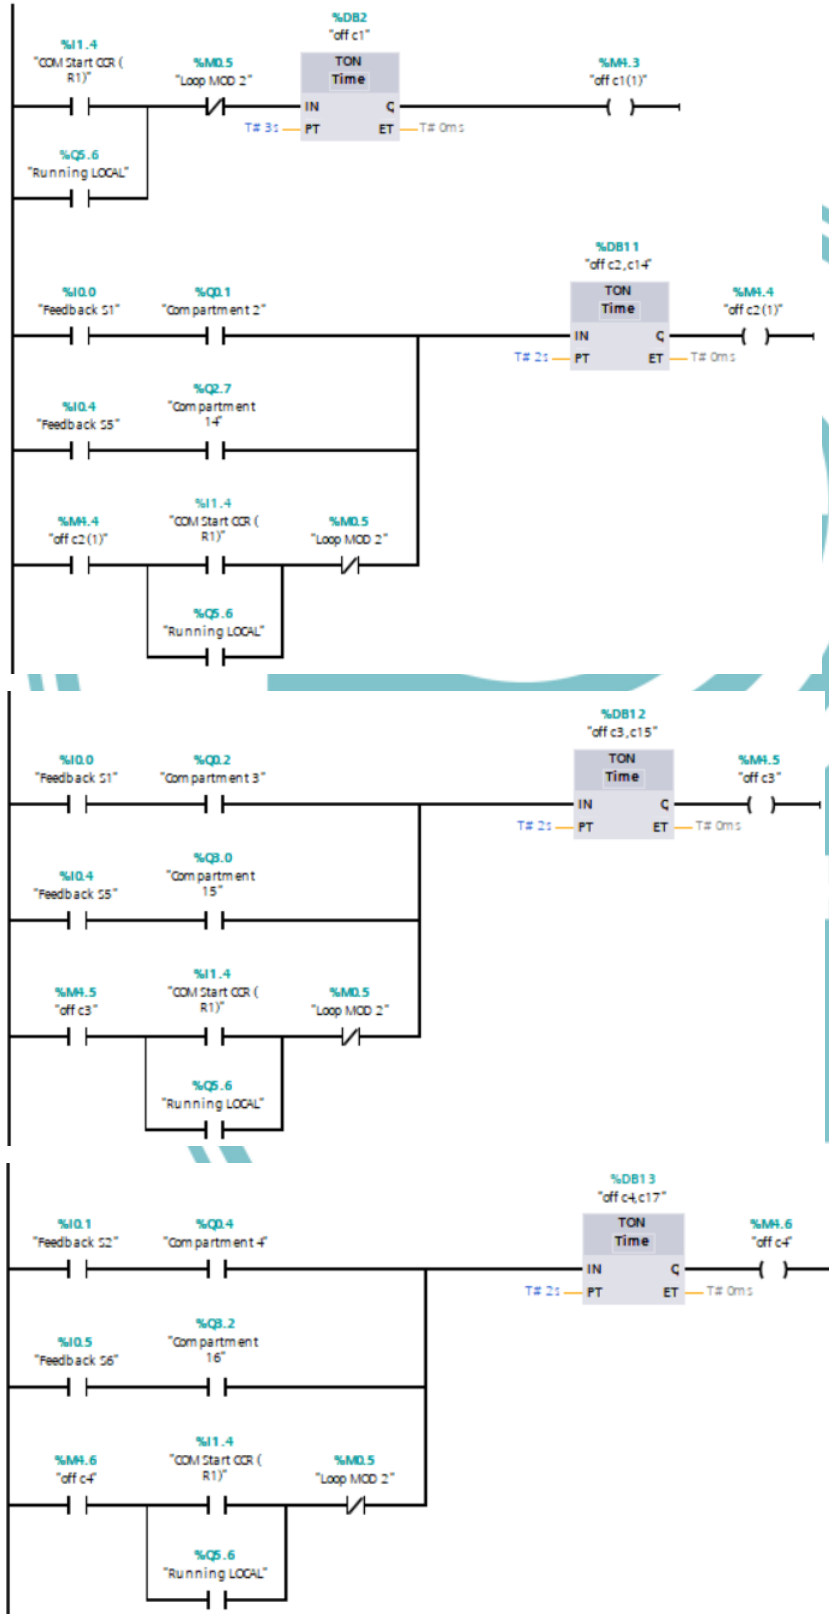 %DB2
"off c1"
%I1.4
"COM Start CCR (
R1)"
%M0.5
"Loop MOD 2"
TON
Time
%M4.3
"off c1(1)"
IN
Q
T# 3s
PT
ET
T# 0ms
%Q5.6
"Running LOCAL"
%DB11
"off c2,c14"
%I0.0
"Feedback S1"
%Q0.1
"Compartment 2"
TON
Time
%M4.4
"off c2(1)"
IN
Q
T# 2s
PT
ET
T# 0ms
%I0.4
"Feedback S5"
%Q2.7
"Compartment
14"
%M4.4
"off c2(1)"
%I1.4
"COM Start CCR (
R1)"
%M0.5
"Loop MOD 2"
%Q5.6
"Running LOCAL"
%DB12
"off c3,c15"
%I0.0
"Feedback S1"
%Q0.2
"Compartment 3"
TON
Time
%M4.5
"off c3"
IN
Q
T# 2s
PT
ET
T# 0ms
%I0.4
"Feedback S5"
%Q3.0
"Compartment
15"
%M4.5
"off c3"
%I1.4
"COM Start CCR (
R1)"
%M0.5
"Loop MOD 2"
%Q5.6
"Running LOCAL"
%DB13
"off c4,c17"
%I0.1
"Feedback S2"
%Q0.4
"Compartment 4"
TON
Time
%M4.6
"off c4"
IN
Q
T# 2s
PT
ET
T# 0ms
%I0.5
"Feedback S6"
%Q3.2
"Compartment
16"
%M4.6
"off c4"
%I1.4
"COM Start CCR (
R1)"
%M0.5
"Loop MOD 2"
%Q5.6
"Running LOCAL"